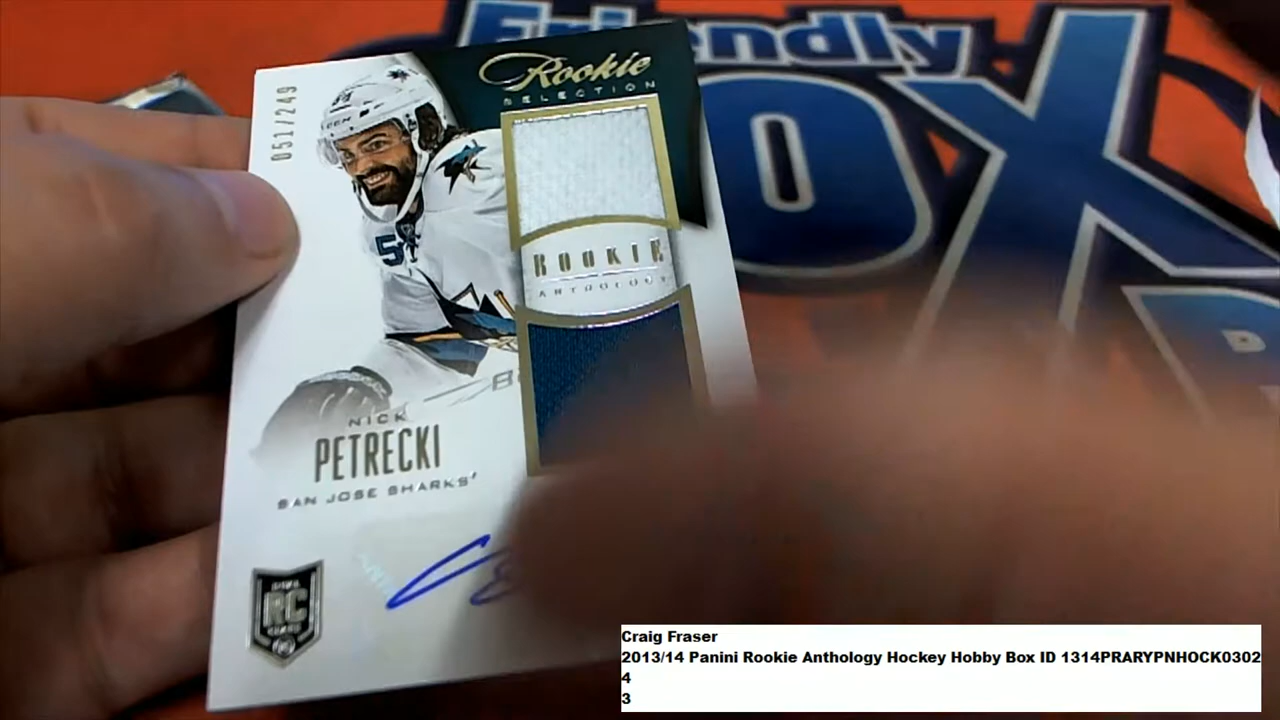 Friendly
BOX
051/249
Rookie
SELECTION
ROOKIE
ANTHOLOGY
NICK
PETRECKI
SAN JOSE SHARKS
RC
Craig Fraser
2013/14 Panini Rookie Anthology Hockey Hobby Box ID 1314PRARYPNHOCK0302
4
3